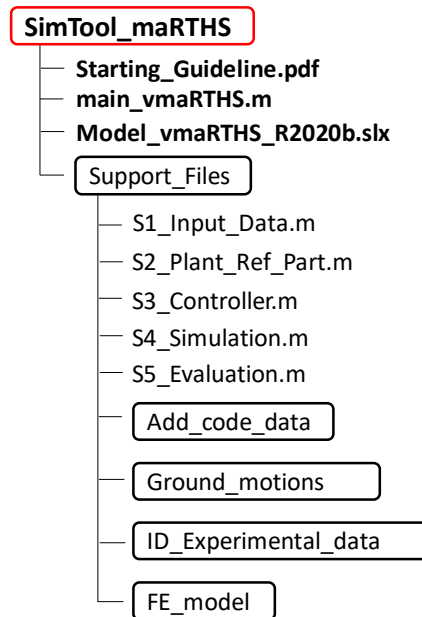 SimTool_maRTHS
Starting_Guideline.pdf
main_vmaRTHS.m
Model_vmaRTHS_R2020b.slx
Support_Files
S1_Input_Data.m
S2_Plant_Ref_Part.m
S3_Controller.m
S4_Simulation.m
S5_Evaluation.m
Add_code_data
Ground_motions
ID_Experimental_data
FE_model